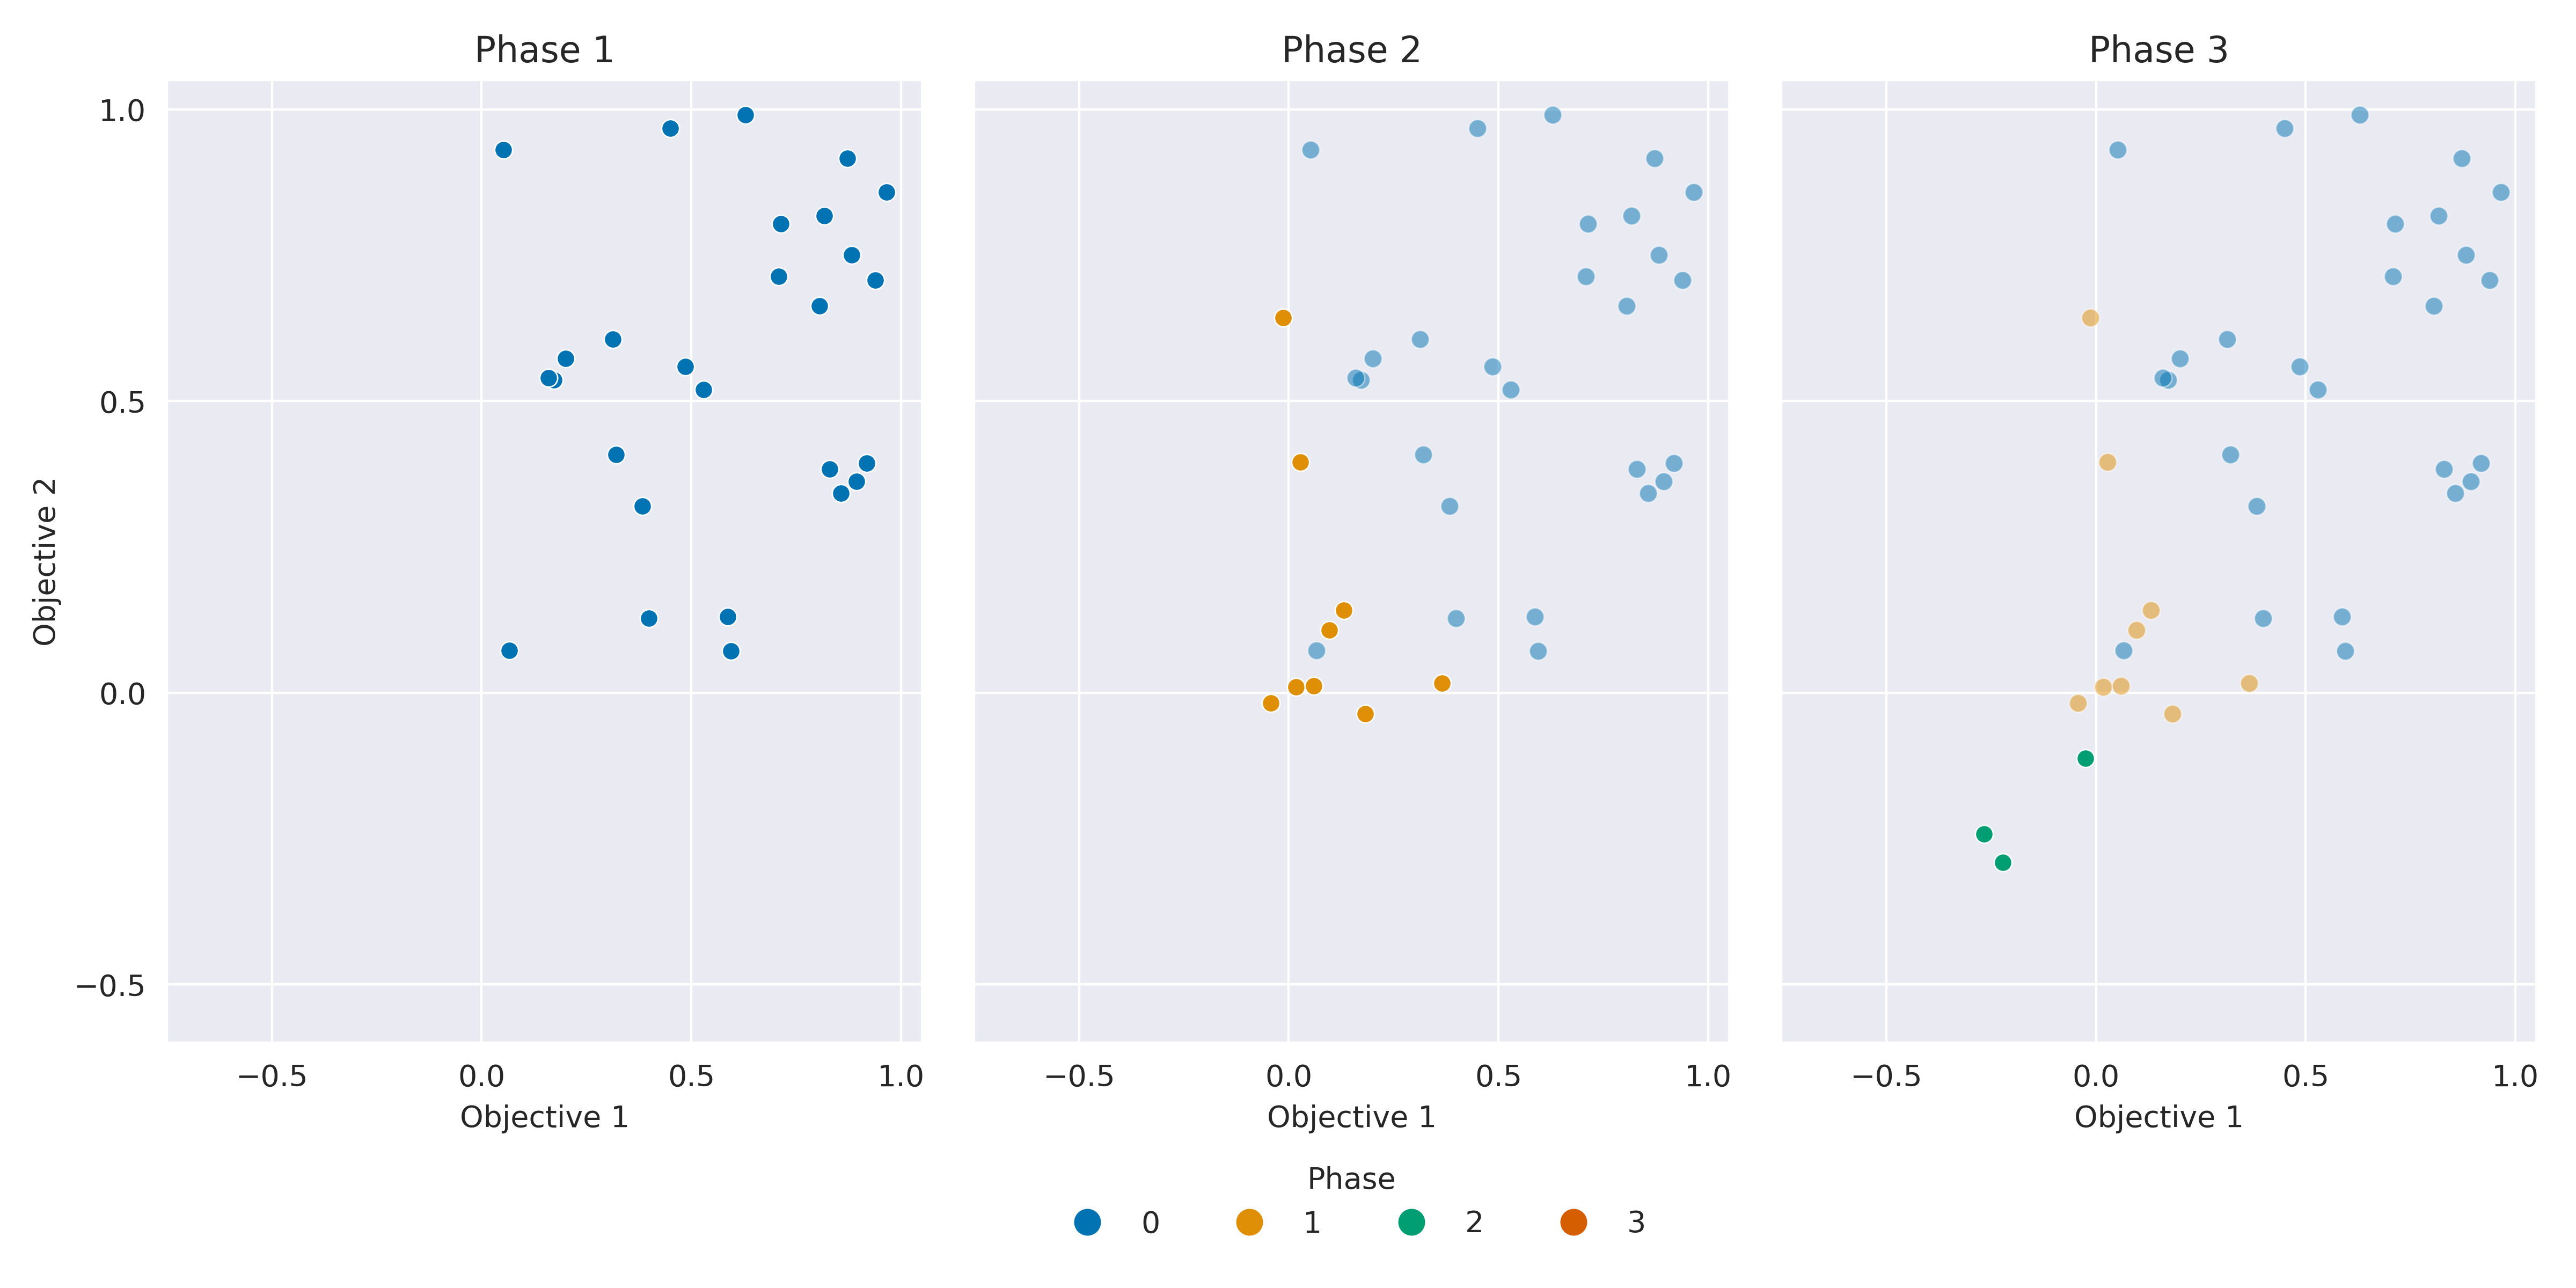 Phase 1 Phase 2 Phase 3
1.0
0.5
0.0
−0.5
Objective 2
−0.5 0.0 0.5 1.0 −0.5 0.0 0.5 1.0 −0.5 0.0 0.5 1.0
Objective 1 Objective 1 Objective 1
Phase
0 1 2 3